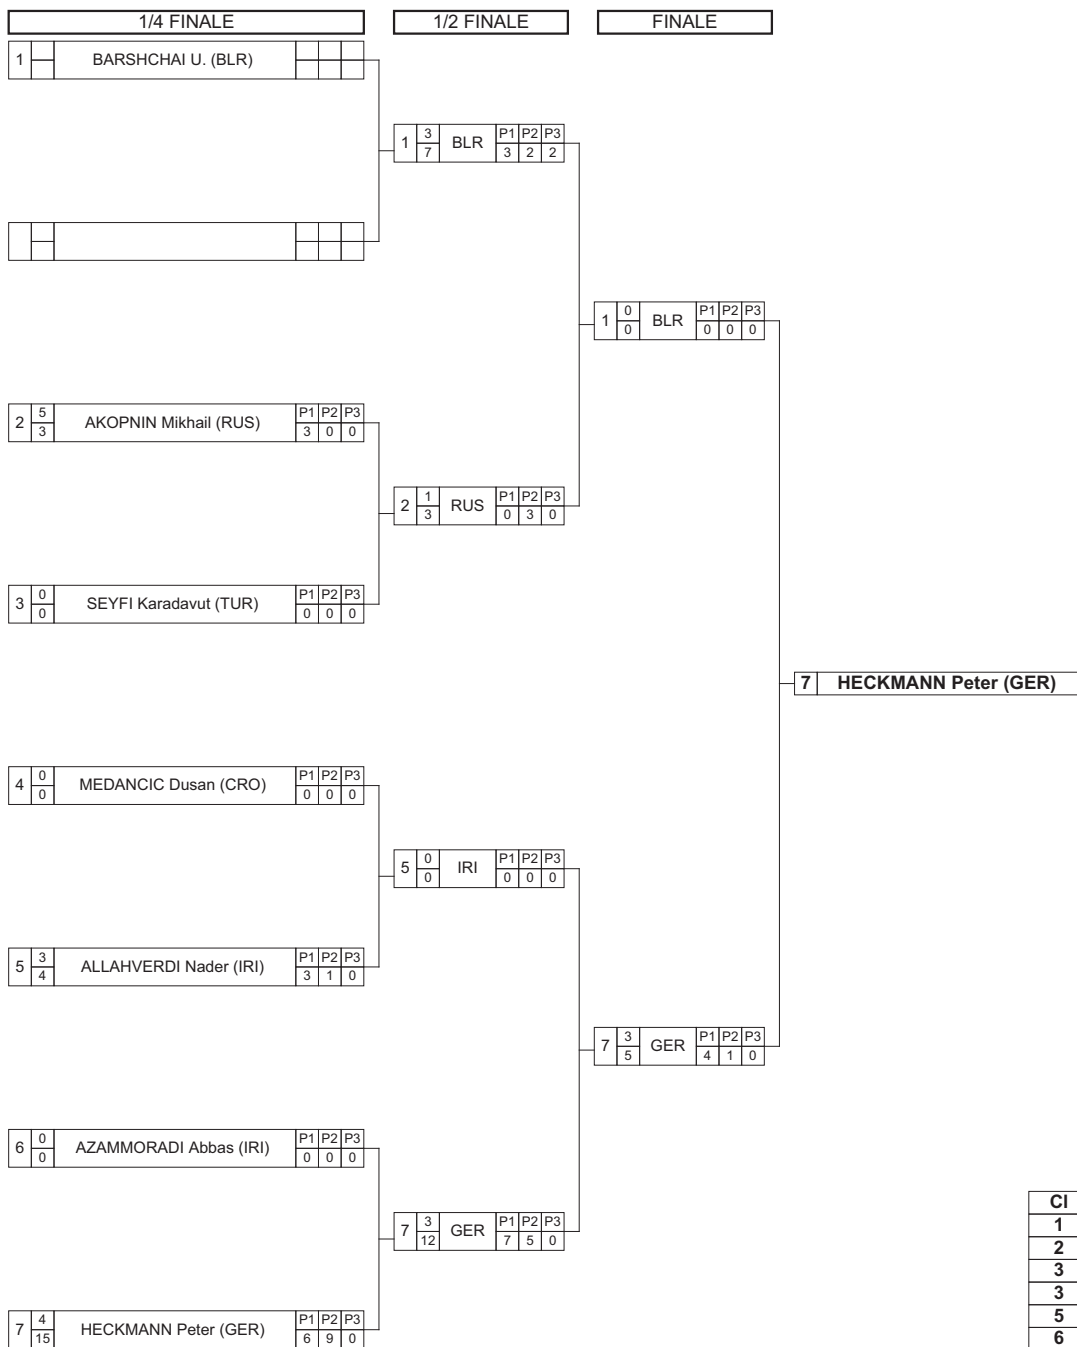 1/4 FINALE 1/2 FINALE FINALE
1 BARSHCHAI U. (BLR)
3 P1 P2 P3
1 BLR
7 3 2 2
0 P1 P2 P3
1 BLR
0 0 0 0
5 P1 P2 P3
2 AKOPNIN Mikhail (RUS)
3 3 0 0
1 P1 P2 P3
2 RUS
3 0 3 0
0 P1 P2 P3
3 SEYFI Karadavut (TUR)
0 0 0 0
7 HECKMANN Peter (GER)
0 P1 P2 P3
4 MEDANCIC Dusan (CRO)
0 0 0 0
0 P1 P2 P3
5 IRI
0 0 0 0
3 P1 P2 P3
5 ALLAHVERDI Nader (IRI)
4 3 1 0
3 P1 P2 P3
7 GER
5 4 1 0
0 P1 P2 P3
6 AZAMMORADI Abbas (IRI)
0 0 0 0
3 P1 P2 P3
7 GER
12 7 5 0
4 P1 P2 P3
7 HECKMANN Peter (GER)
15 6 9 0
Cl
1
2
3
3
5
6